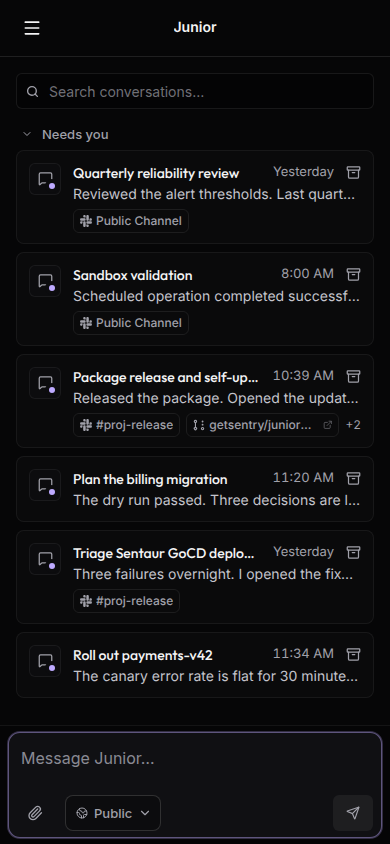 Junior
Search conversations...
Needs you
Quarterly reliability review
Yesterday
Reviewed the alert thresholds. Last quart...
Public Channel
Sandbox validation
8:00 AM
Scheduled operation completed successf...
Public Channel
Package release and self-up...
10:39 AM
Released the package. Opened the updat...
#proj-release
getsentry/junior...
+2
Plan the billing migration
11:20 AM
The dry run passed. Three decisions are l...
Triage Sentaur GoCD deplo...
Yesterday
Three failures overnight. I opened the fix...
#proj-release
Roll out payments-v42
11:34 AM
The canary error rate is flat for 30 minute...
Message Junior...
Public